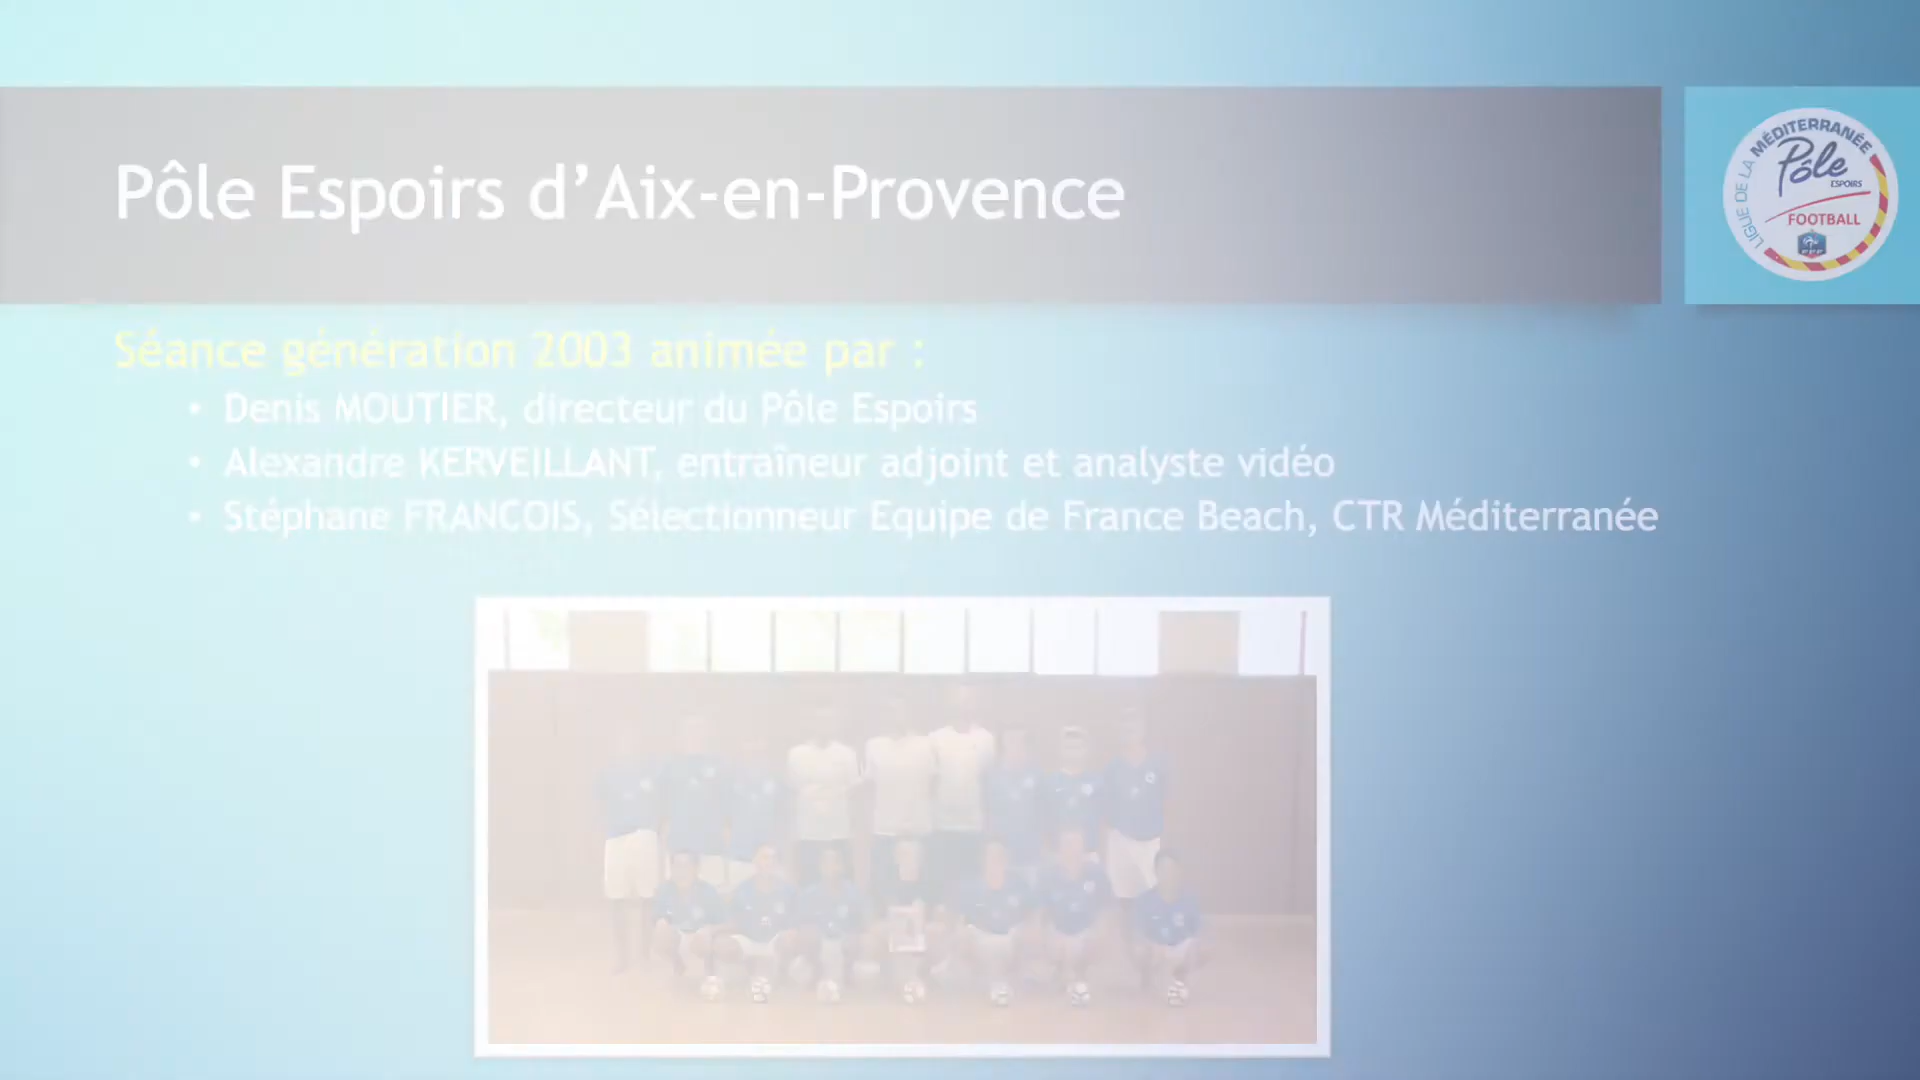 Pôle Espoirs d’Aix-en-Provence
LIGUE DE LA MÉDITERRANÉE
Pôle
ESPOIRS
FOOTBALL
FFF
Séance génération 2003 animée par :
• Denis MOUTIER, directeur du Pôle Espoirs
• Alexandre KERVEILLANT, entraîneur adjoint et analyste vidéo
• Stéphane FRANCOIS, Sélectionneur Equipe de France Beach, CTR Méditerranée